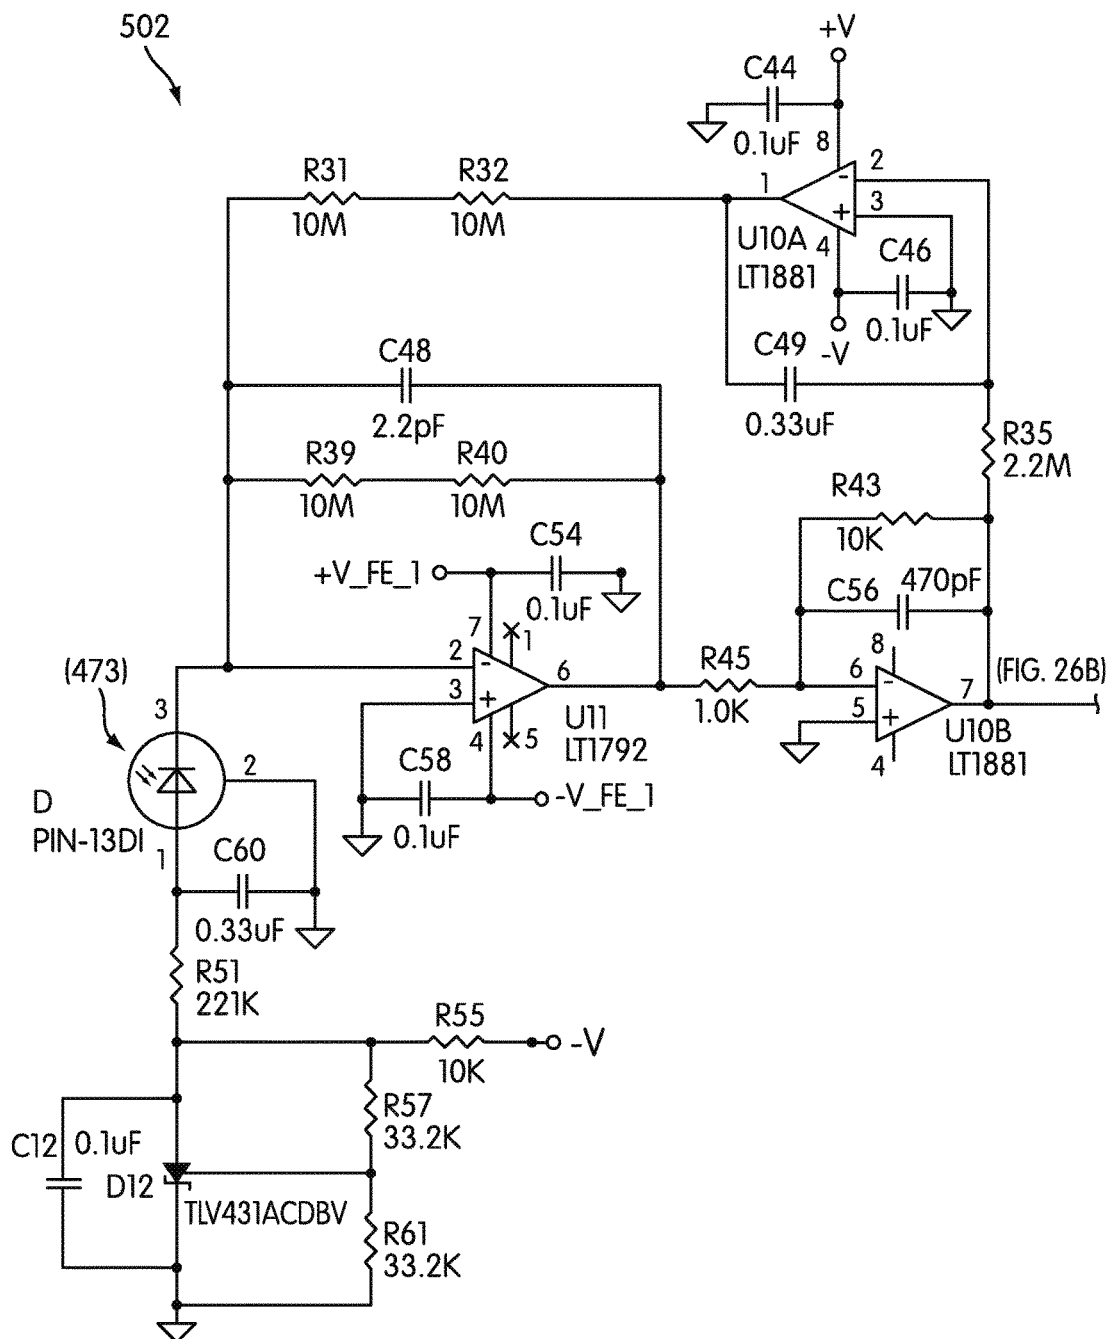 502
+V
C44
0.1uF
8
2
-
3
+
1
U10A
LT1881
4
C46
0.1uF
-V
R31
10M
R32
10M
C49
0.33uF
C48
2.2pF
R35
2.2M
R39
10M
R40
10M
R43
10K
C54
0.1uF
+V_FE_1
C56
470pF
7
1
2
-
3
+
6
4
5
U11
LT1792
R45
1.0K
8
6
-
5
+
7
4
U10B
LT1881
(FIG. 26B)
(473)
3
2
D
PIN-13DI
1
C58
0.1uF
-V_FE_1
C60
0.33uF
R51
221K
R55
10K
-V
R57
33.2K
C12
0.1uF
D12
TLV431ACDBV
R61
33.2K